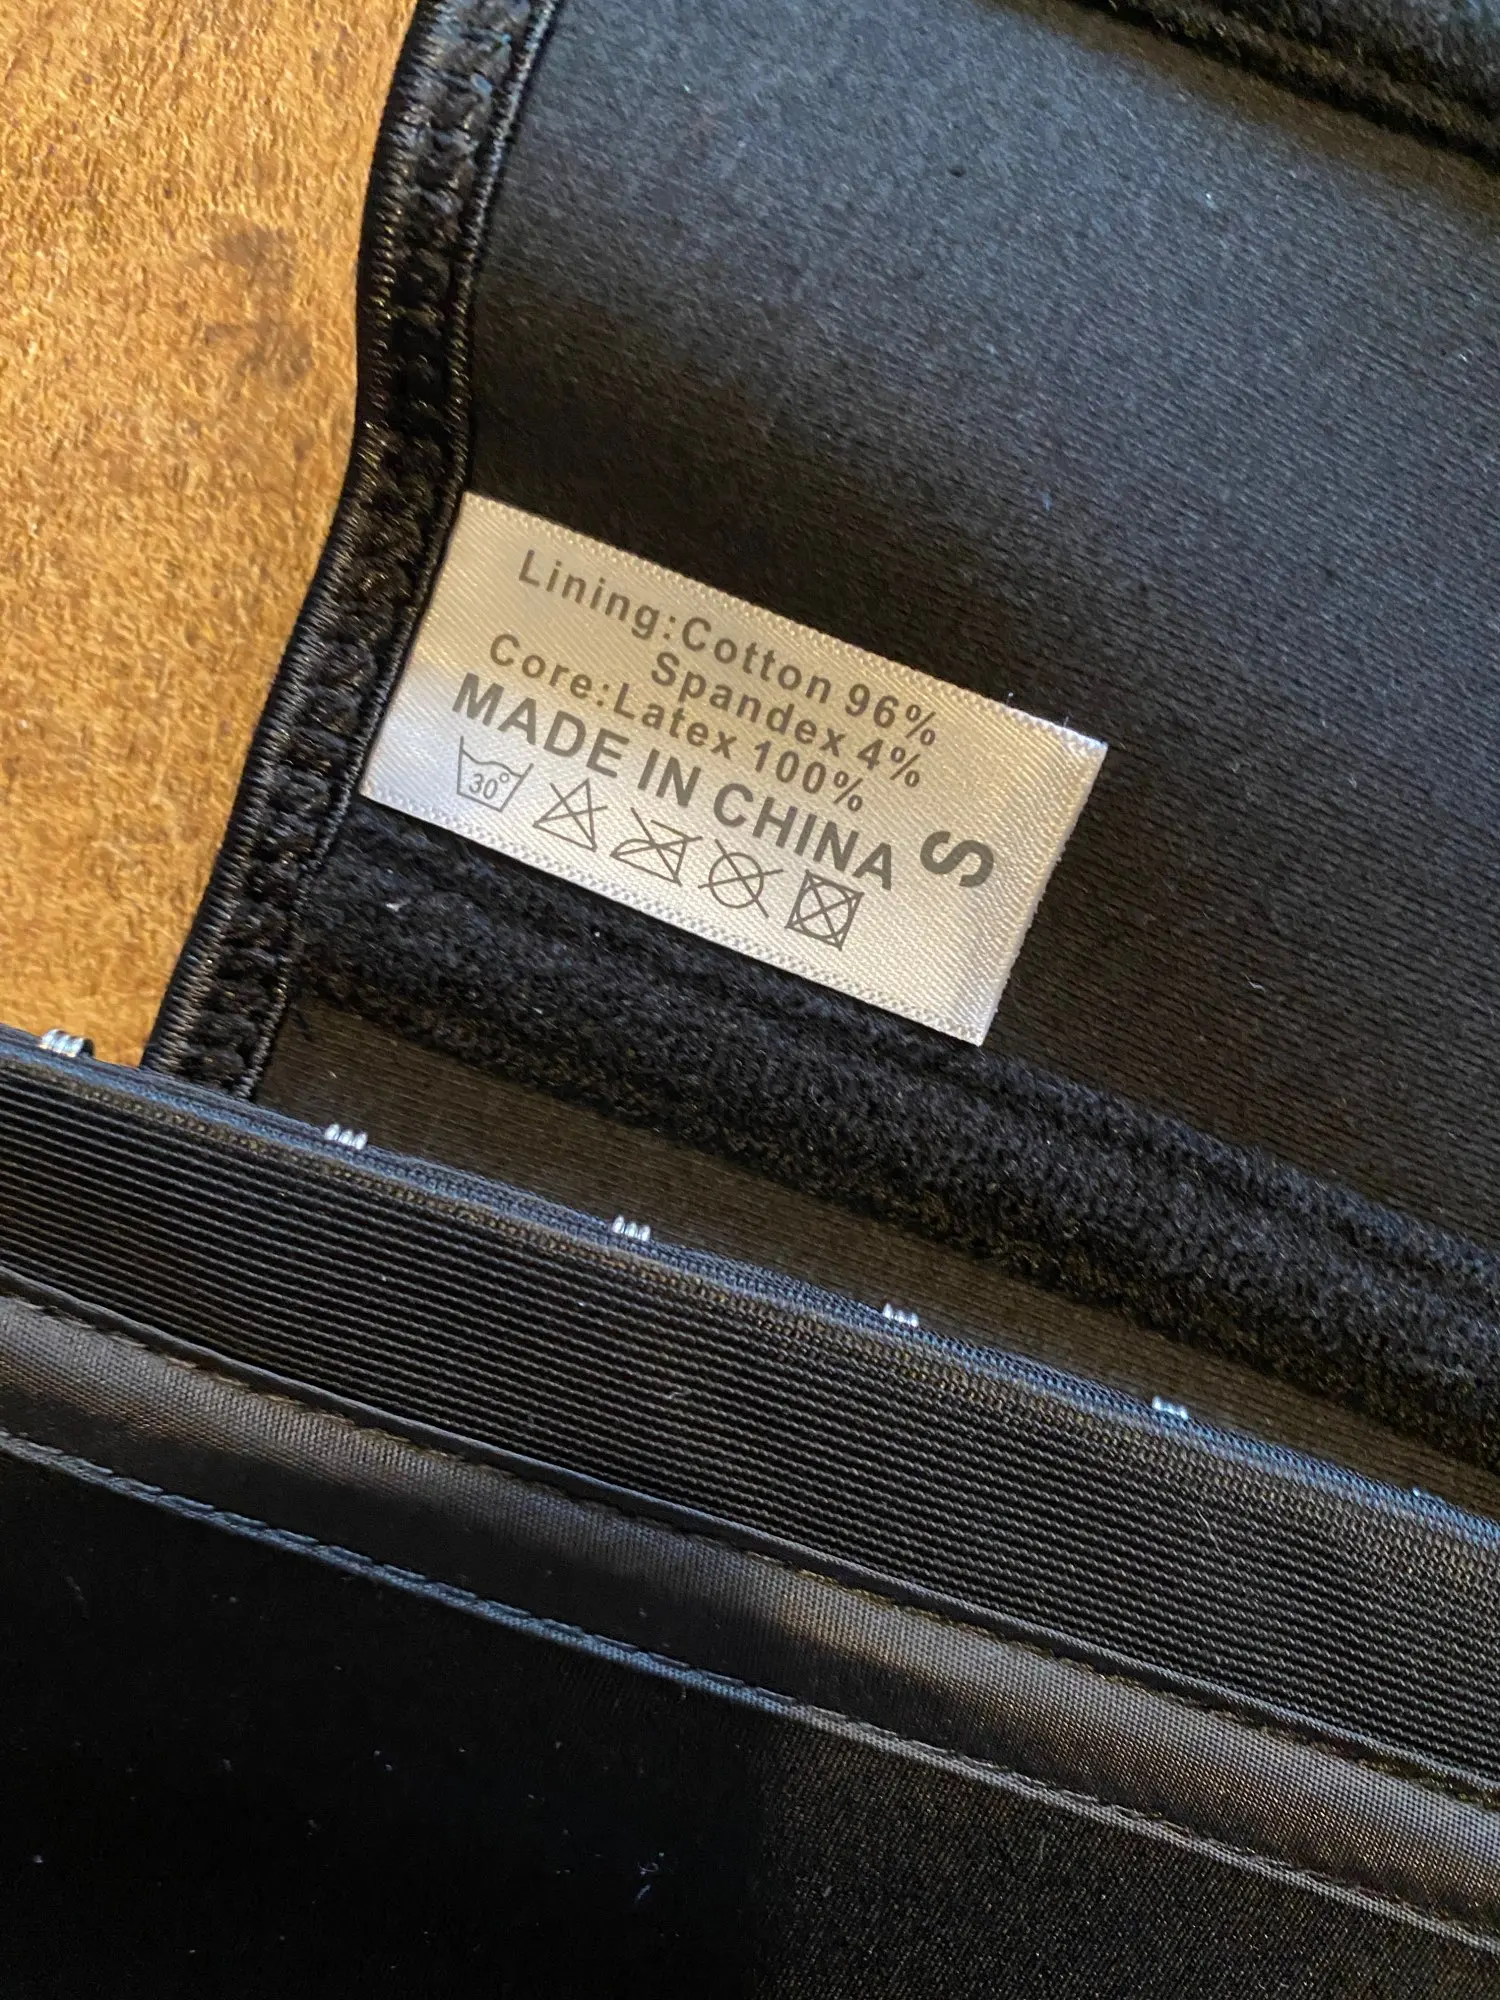 Lining:Cotton 96%
Spandex 4%
Core:Latex 100%
MADE IN CHINA
S
30°